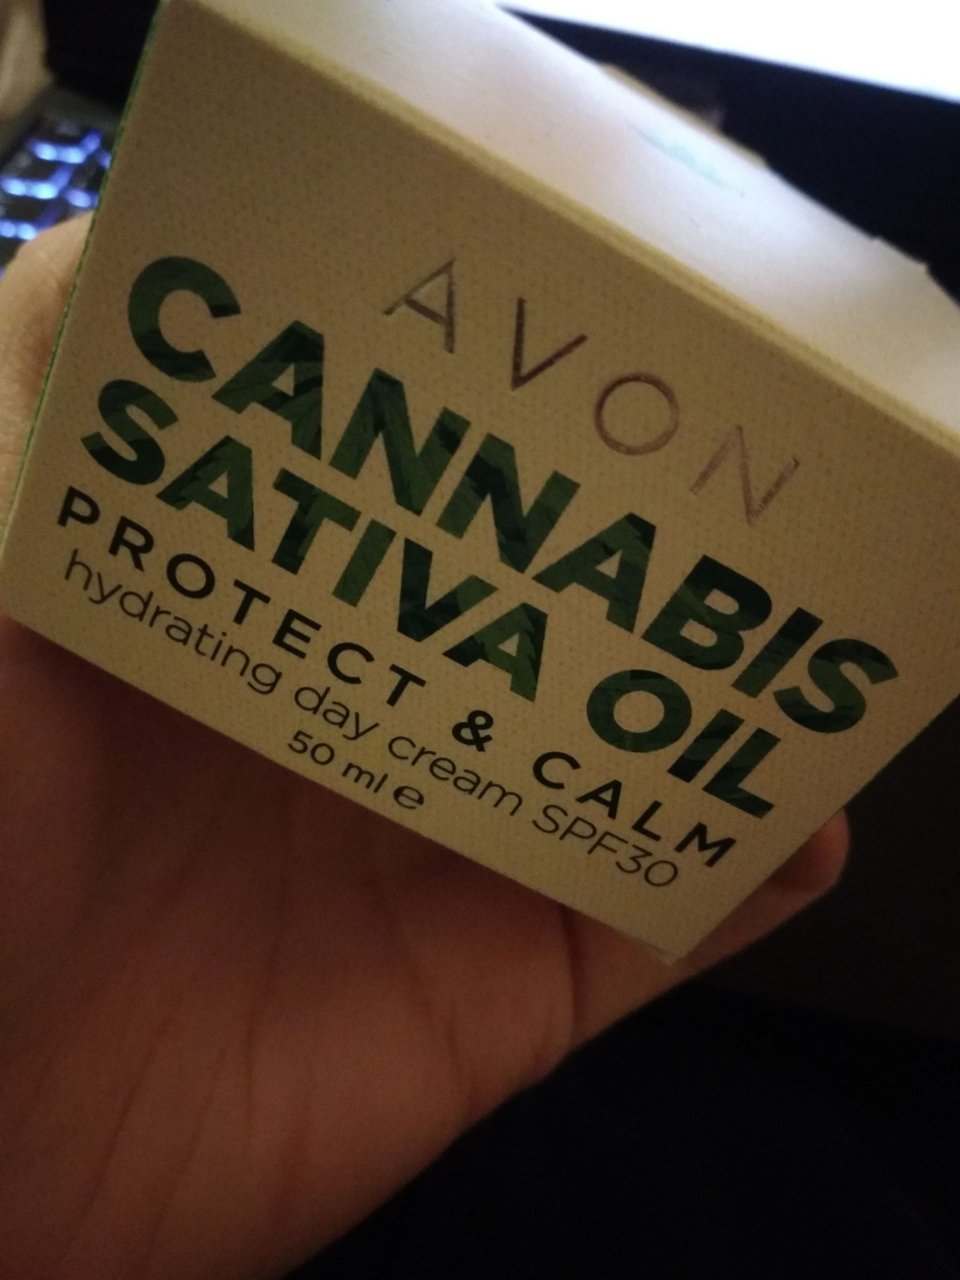 AVON
CANNABIS
SATIVA OIL
PROTECT & CALM
hydrating day cream SPF30
50 ml ℮